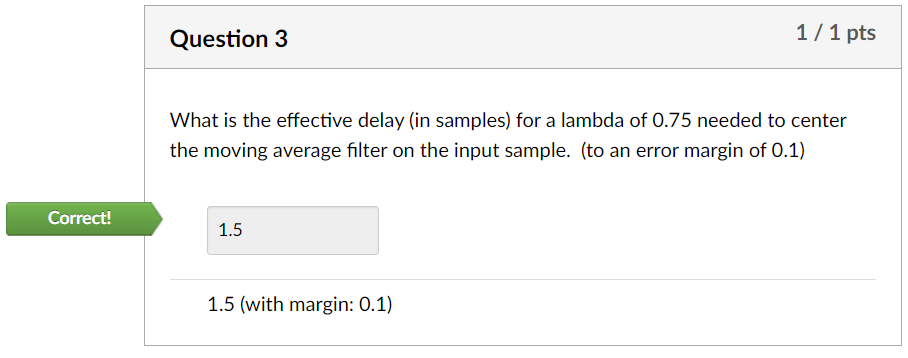 Question 3
1 / 1 pts
What is the effective delay (in samples) for a lambda of 0.75 needed to center
the moving average filter on the input sample.  (to an error margin of 0.1)
Correct!
1.5
1.5 (with margin: 0.1)